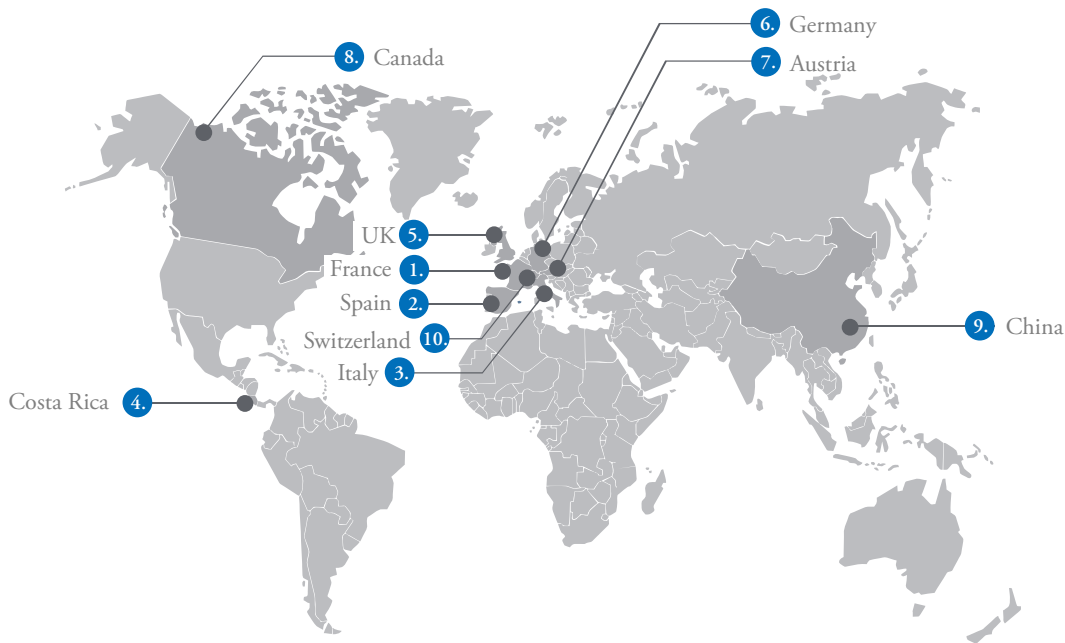 6. Germany
8. Canada
7. Austria
UK 5.
France 1.
Spain 2.
9. China
Switzerland 10.
Italy 3.
Costa Rica 4.